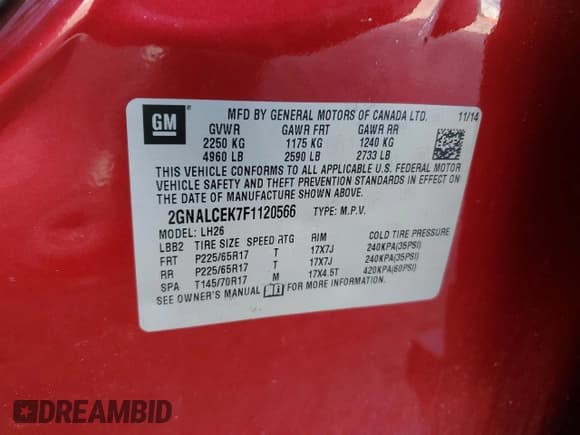 GM
MFD BY GENERAL MOTORS OF CANADA LTD. 11/14
GVWR GAWR FRT GAWR RR
2250 KG 1175 KG 1240 KG
4960 LB 2590 LB 2733 LB
THIS VEHICLE CONFORMS TO ALL APPLICABLE U.S. FEDERAL MOTOR
VEHICLE SAFETY AND THEFT PREVENTION STANDARDS IN EFFECT ON
THE DATE OF MANUFACTURE SHOWN ABOVE.
2GNALCEK7F1120566 TYPE: M.P.V.
MODEL: LH26
LBB2 TIRE SIZE SPEED RTG RIM COLD TIRE PRESSURE
FRT P225/65R17 T 17X7J 240KPA(35PSI)
RR P225/65R17 T 17X7J 240KPA(35PSI)
SPA T145/70R17 M 17X4.5T 420KPA(60PSI)
SEE OWNER'S MANUAL FOR MORE INFORMATION.
DREAMBID